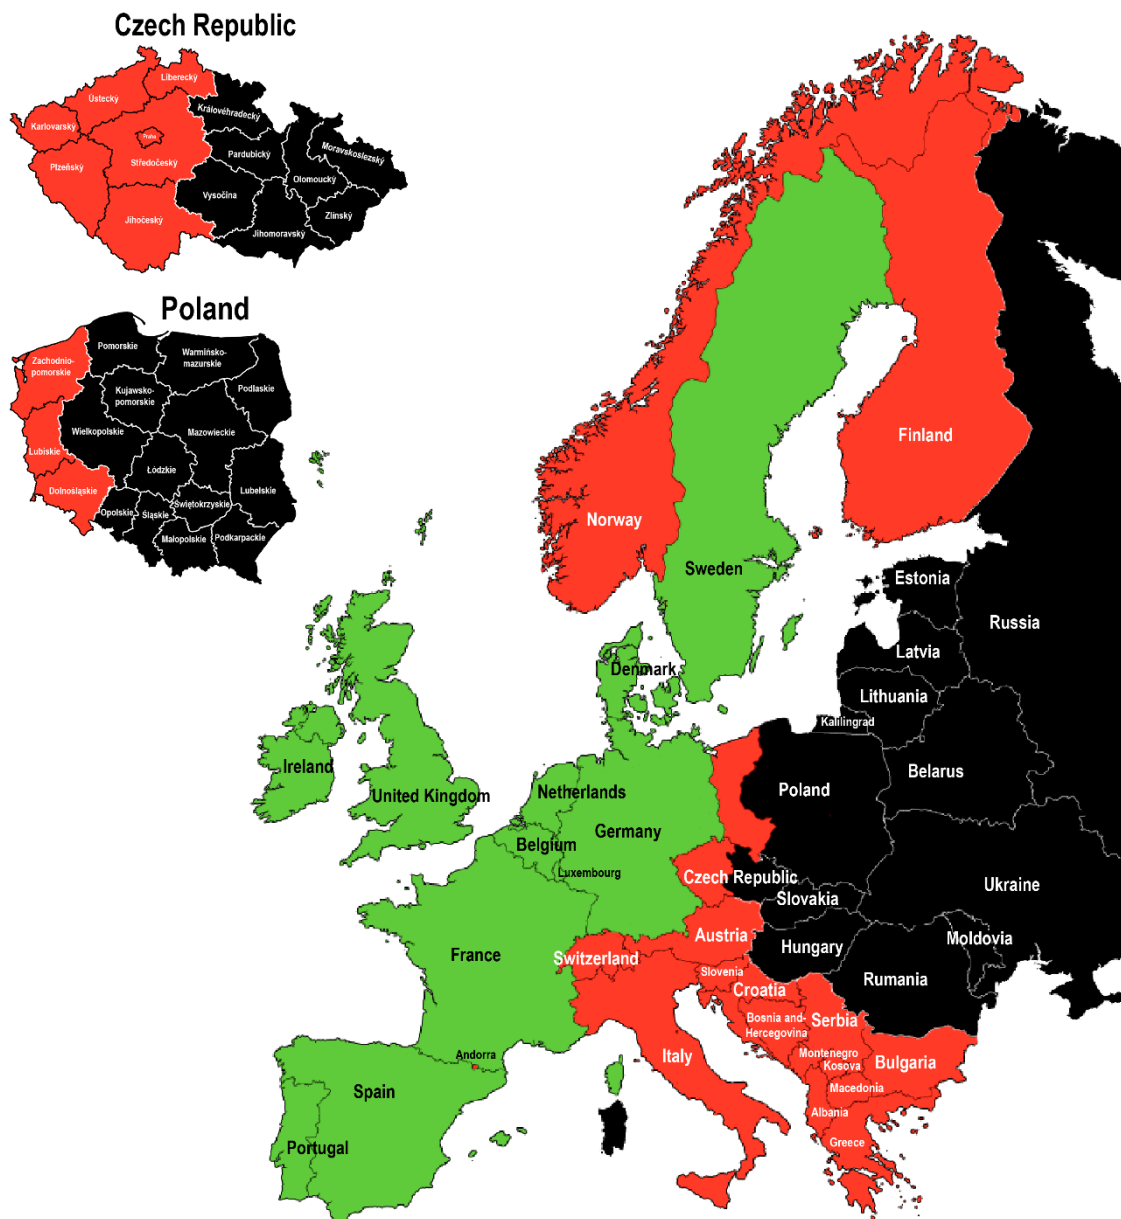 Czech Republic
Liberecký
Ústecký
Královéhradecký
Karlovarský
Praha
Moravskoslezský
Pardubický
Plzeňský
Středočeský
Olomoucký
Vysočina
Zlínský
Jihočeský
Jihomoravský
Poland
Pomorskie
Warmińsko-
mazurskie
Zachodnio-
pomorskie
Kujawsko-
pomorskie
Podlaskie
Wielkopolskie
Mazowieckie
Lubiskie
Łódzkie
Dolnośląskie
Lubelskie
Świętokrzyskie
Opolskie
Śląskie
Małopolskie
Podkarpackie
Finland
Norway
Sweden
Estonia
Russia
Latvia
Denmark
Lithuania
Kalilingrad
Ireland
Belarus
United Kingdom
Netherlands
Poland
Germany
Belgium
Luxembourg
Czech Republic
Ukraine
Slovakia
Austria
Moldovia
Hungary
France
Switzerland
Slovenia
Rumania
Croatia
Bosnia and-
Hercegovina
Serbia
Montenegro
Kosova
Italy
Andorra
Bulgaria
Macedonia
Spain
Albania
Greece
Portugal